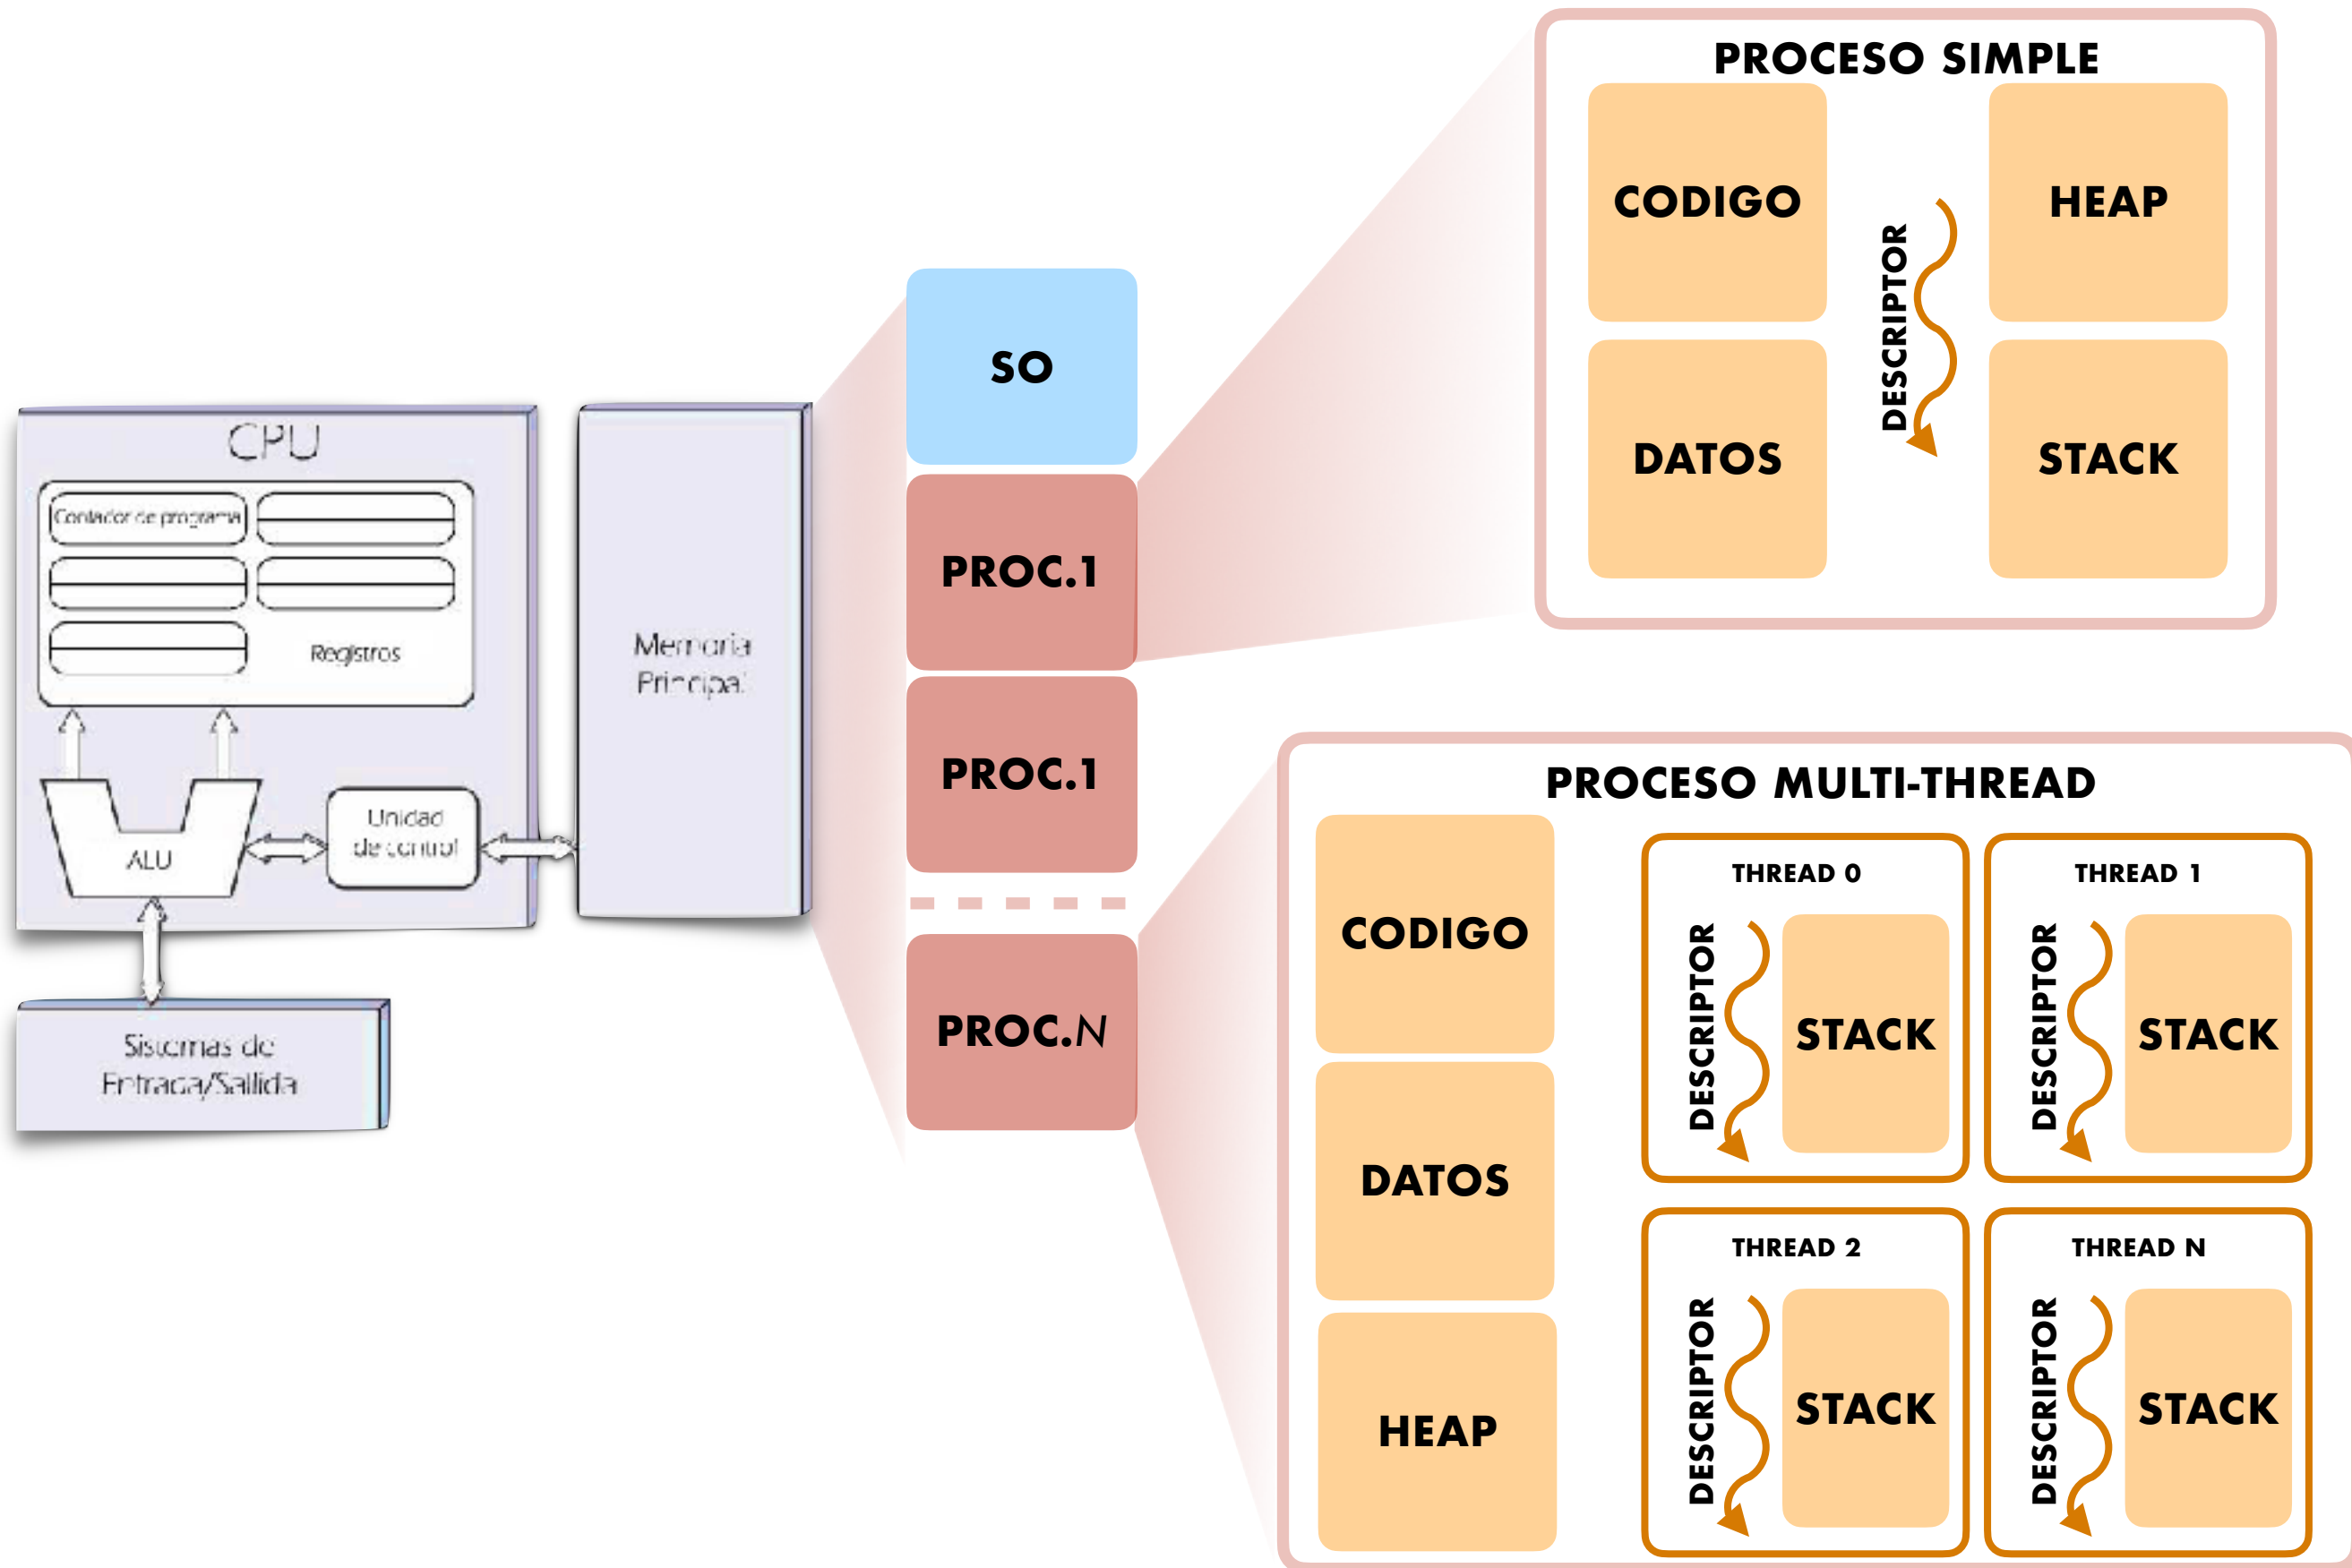 CPU
Contador de programa
Registros
ALU
Unidad
de control
Memoria
Principal
Sistemas de
Entrada/Sallida
SO
PROC.1
PROC.1
PROC.N
PROCESO SIMPLE
CODIGO
HEAP
DESCRIPTOR
DATOS
STACK
PROCESO MULTI-THREAD
CODIGO
DATOS
HEAP
THREAD 0
DESCRIPTOR
STACK
THREAD 1
DESCRIPTOR
STACK
THREAD 2
DESCRIPTOR
STACK
THREAD N
DESCRIPTOR
STACK